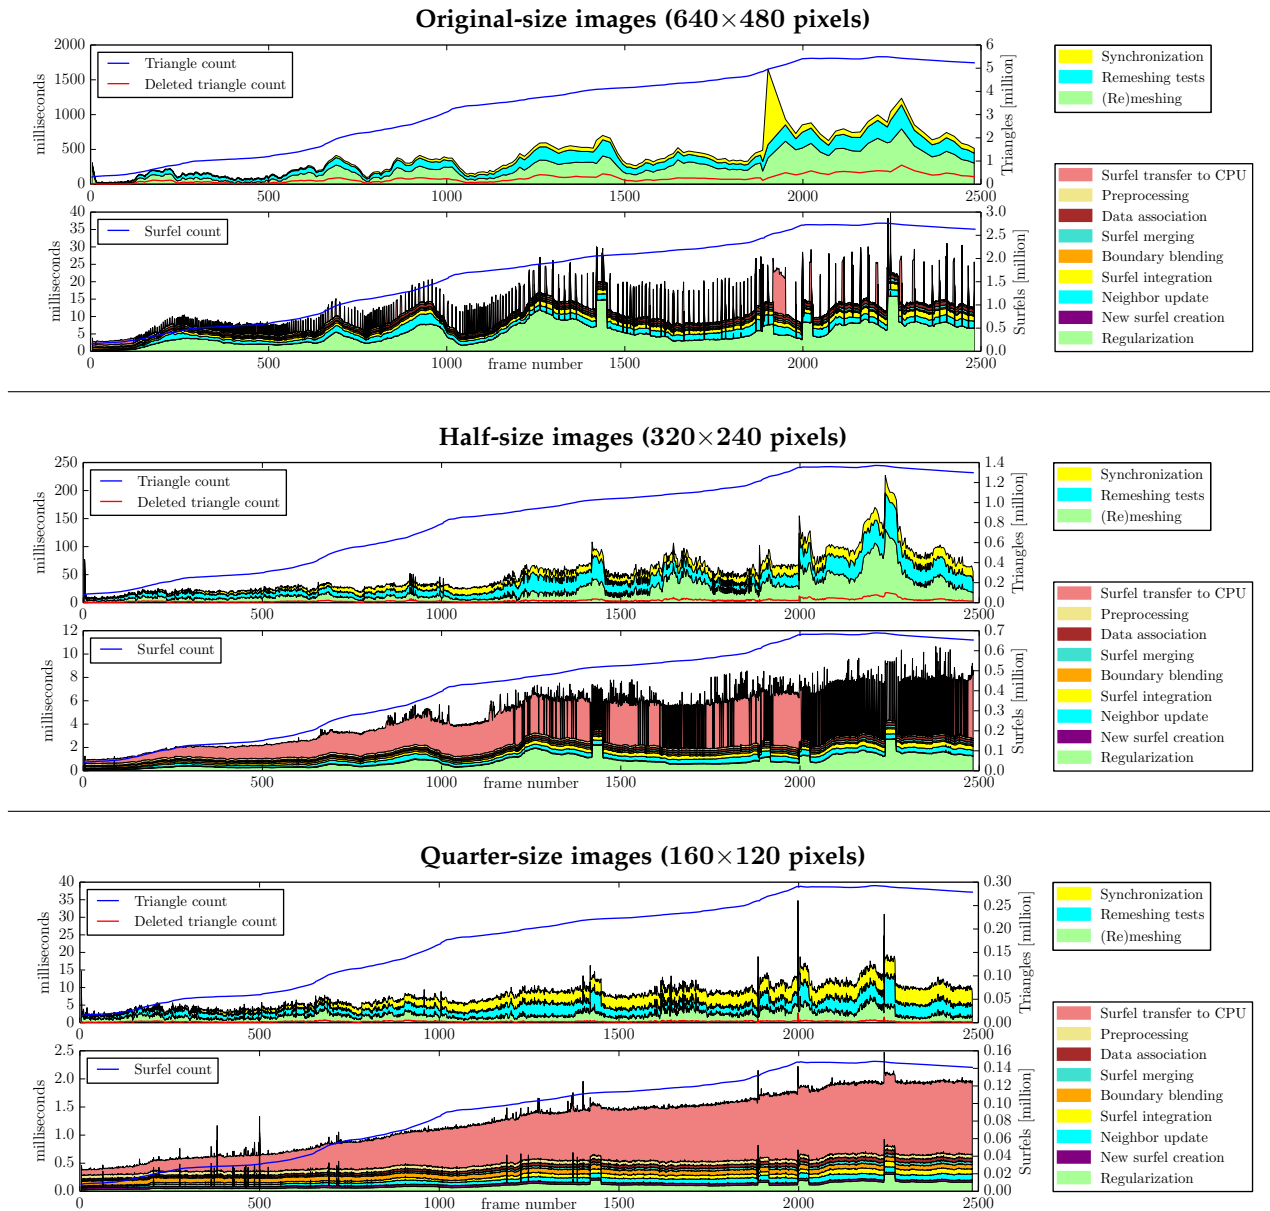 Original-size images (640×480 pixels)
2000
1500
1000
500
0
milliseconds
Triangle count
Deleted triangle count
6
5
4
3
2
1
0
Triangles [million]
0
500
1000
1500
2000
2500
Synchronization
Remeshing tests
(Re)meshing
40
35
30
25
20
15
10
5
0
milliseconds
Surfel count
3.0
2.5
2.0
1.5
1.0
0.5
0.0
Surfels [million]
0
500
1000
1500
2000
2500
frame number
Surfel transfer to CPU
Preprocessing
Data association
Surfel merging
Boundary blending
Surfel integration
Neighbor update
New surfel creation
Regularization
Half-size images (320×240 pixels)
250
200
150
100
50
0
milliseconds
Triangle count
Deleted triangle count
1.4
1.2
1.0
0.8
0.6
0.4
0.2
0.0
Triangles [million]
0
500
1000
1500
2000
2500
Synchronization
Remeshing tests
(Re)meshing
12
10
8
6
4
2
0
milliseconds
Surfel count
0.7
0.6
0.5
0.4
0.3
0.2
0.1
0.0
Surfels [million]
0
500
1000
1500
2000
2500
frame number
Surfel transfer to CPU
Preprocessing
Data association
Surfel merging
Boundary blending
Surfel integration
Neighbor update
New surfel creation
Regularization
Quarter-size images (160×120 pixels)
40
35
30
25
20
15
10
5
0
milliseconds
Triangle count
Deleted triangle count
0.30
0.25
0.20
0.15
0.10
0.05
0.00
Triangles [million]
0
500
1000
1500
2000
2500
Synchronization
Remeshing tests
(Re)meshing
2.5
2.0
1.5
1.0
0.5
0.0
milliseconds
Surfel count
0.16
0.14
0.12
0.10
0.08
0.06
0.04
0.02
0.00
Surfels [million]
0
500
1000
1500
2000
2500
frame number
Surfel transfer to CPU
Preprocessing
Data association
Surfel merging
Boundary blending
Surfel integration
Neighbor update
New surfel creation
Regularization